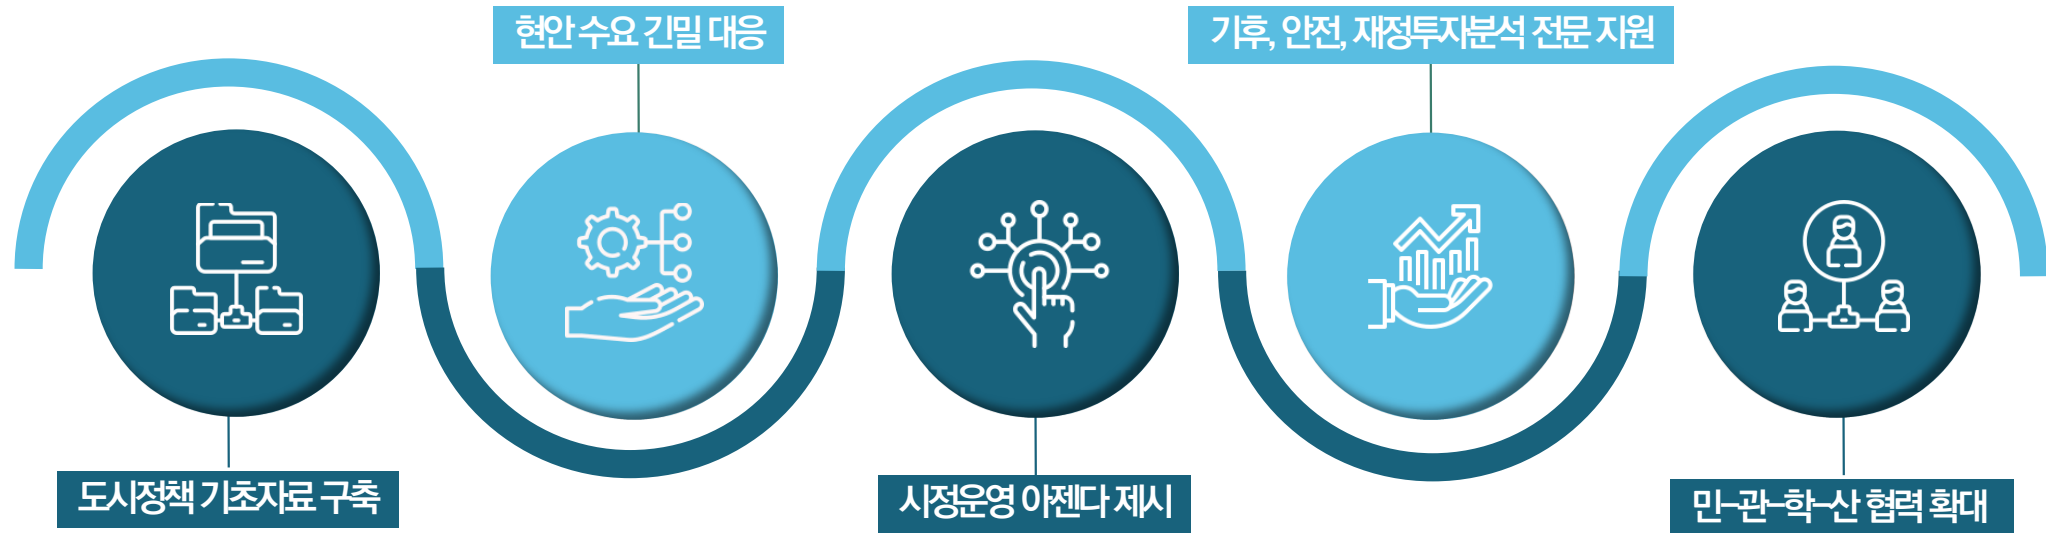 현안 수요 긴밀 대응
기후, 안전, 재정투자분석 전문 지원
도시정책 기초자료 구축
시정운영 아젠다 제시
민-관-학-산 협력 확대